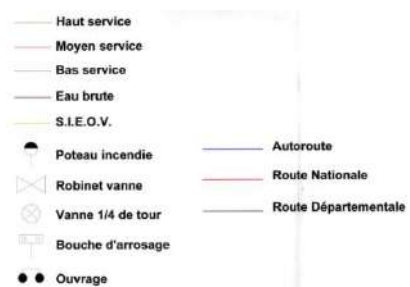 Haut service
Moyen service
Bas service
Eau brute
S.I.E.O.V.
Poteau incendie
Robinet vanne
Vanne 1/4 de tour
Bouche d'arrosage
Ouvrage
Autoroute
Route Nationale
Route Départementale